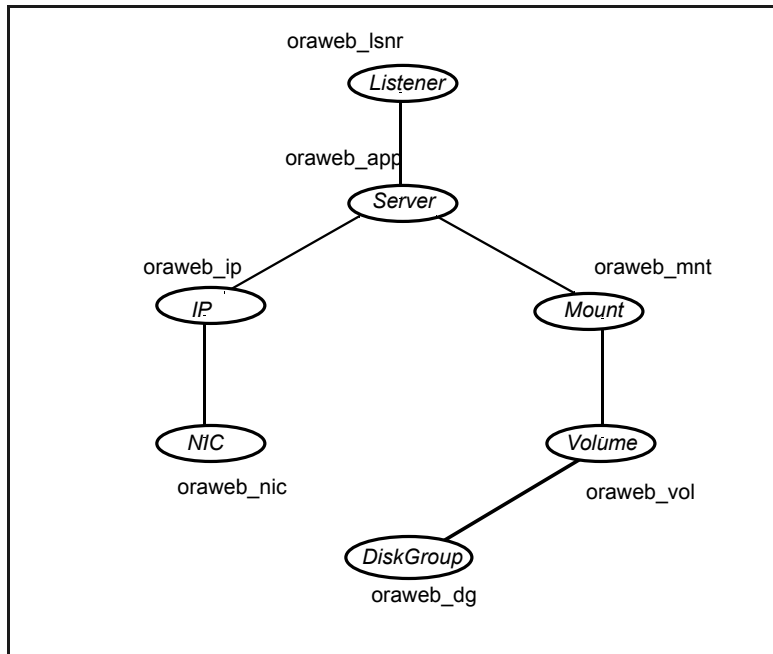 oraweb_lsnr
Listener
oraweb_app
Server
oraweb_ip
oraweb_mnt
IP
Mount
NIC
Volume
oraweb_nic
oraweb_vol
DiskGroup
oraweb_dg